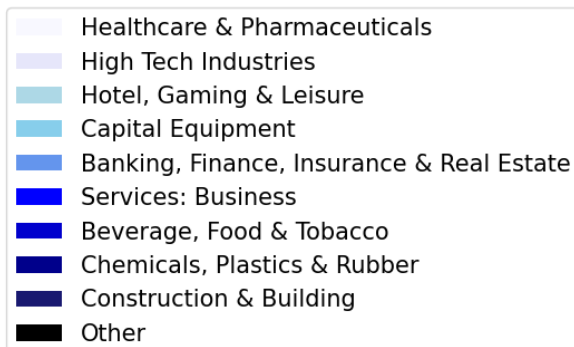 Healthcare & Pharmaceuticals
High Tech Industries
Hotel, Gaming & Leisure
Capital Equipment
Banking, Finance, Insurance & Real Estate
Services: Business
Beverage, Food & Tobacco
Chemicals, Plastics & Rubber
Construction & Building
Other